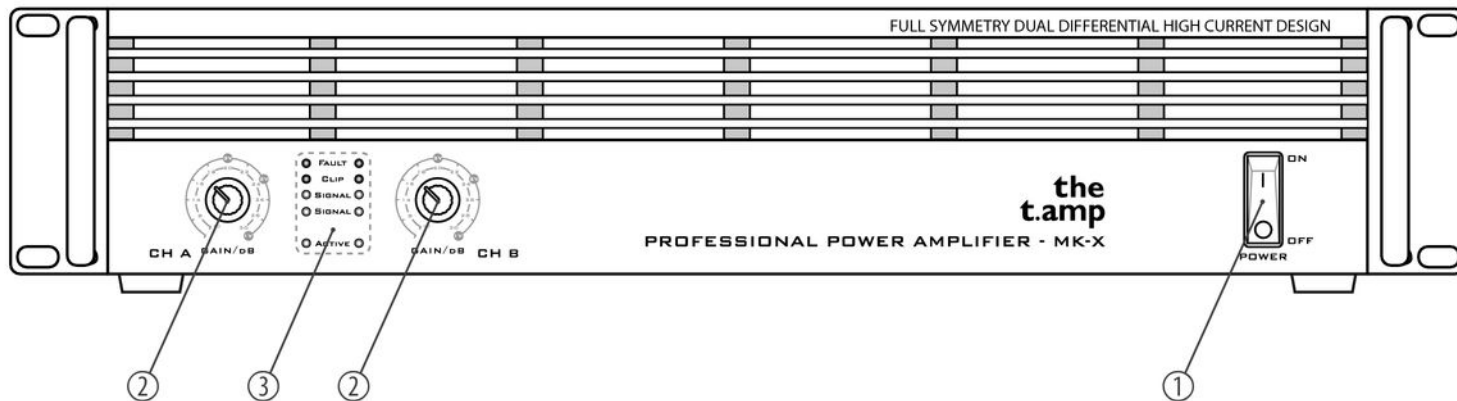 FULL SYMMETRY DUAL DIFFERENTIAL HIGH CURRENT DESIGN
FAULT
CLIP
SIGNAL
SIGNAL
ACTIVE
CH A GAIN/dB
GAIN/dB CH B
the
t.amp
PROFESSIONAL POWER AMPLIFIER - MK-X
ON
I
O
OFF
POWER
2 3 2 1